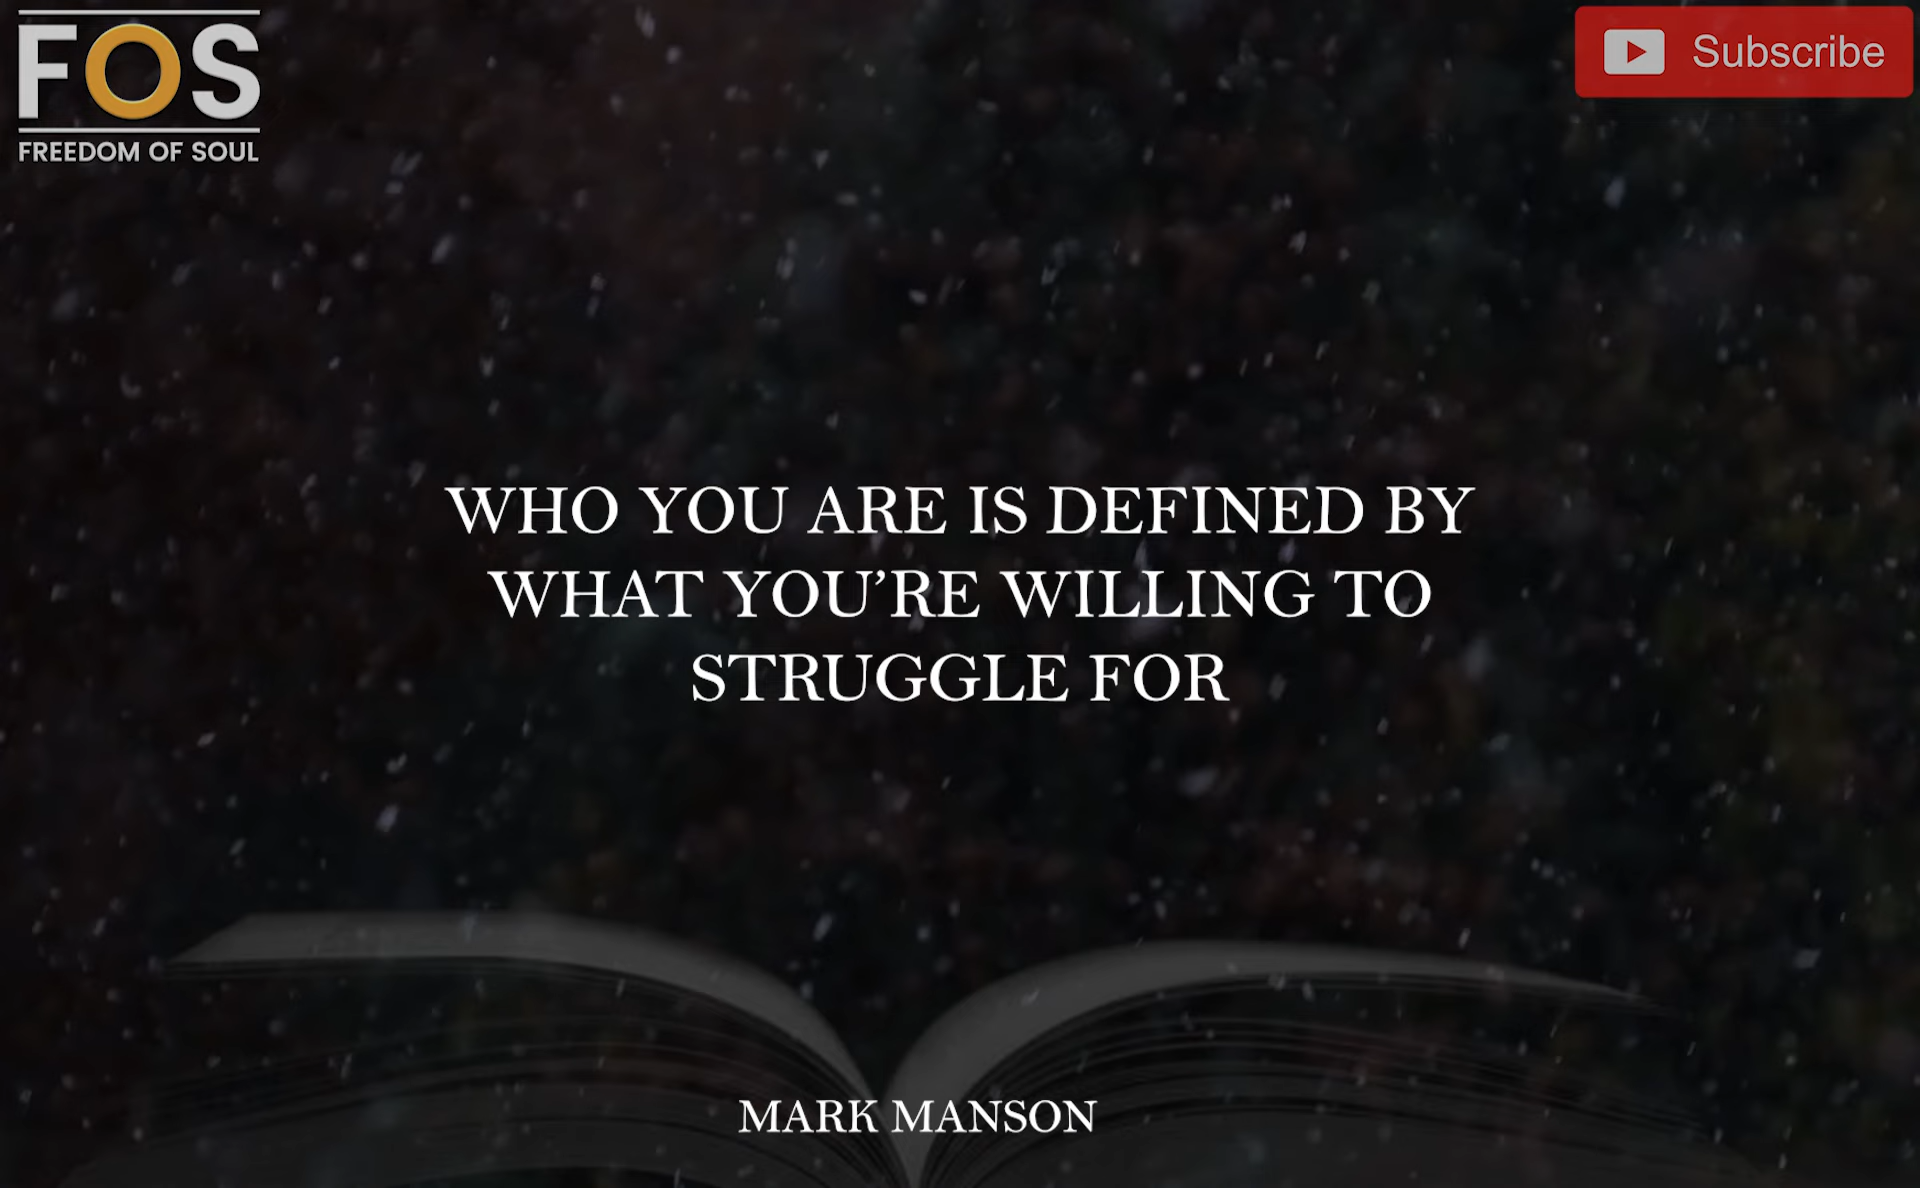 FOS
FREEDOM OF SOUL
Subscribe
WHO YOU ARE IS DEFINED BY
WHAT YOU’RE WILLING TO
STRUGGLE FOR
MARK MANSON